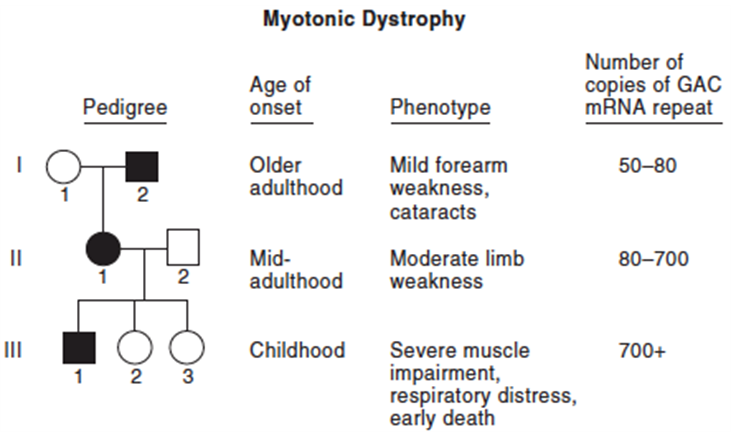 Myotonic Dystrophy
Pedigree
Age of
onset
Phenotype
Number of
copies of GAC
mRNA repeat
I
1
2
Older
adulthood
Mild forearm
weakness,
cataracts
50–80
II
1
2
Mid-
adulthood
Moderate limb
weakness
80–700
III
1
2
3
Childhood
Severe muscle
impairment,
respiratory distress,
early death
700+